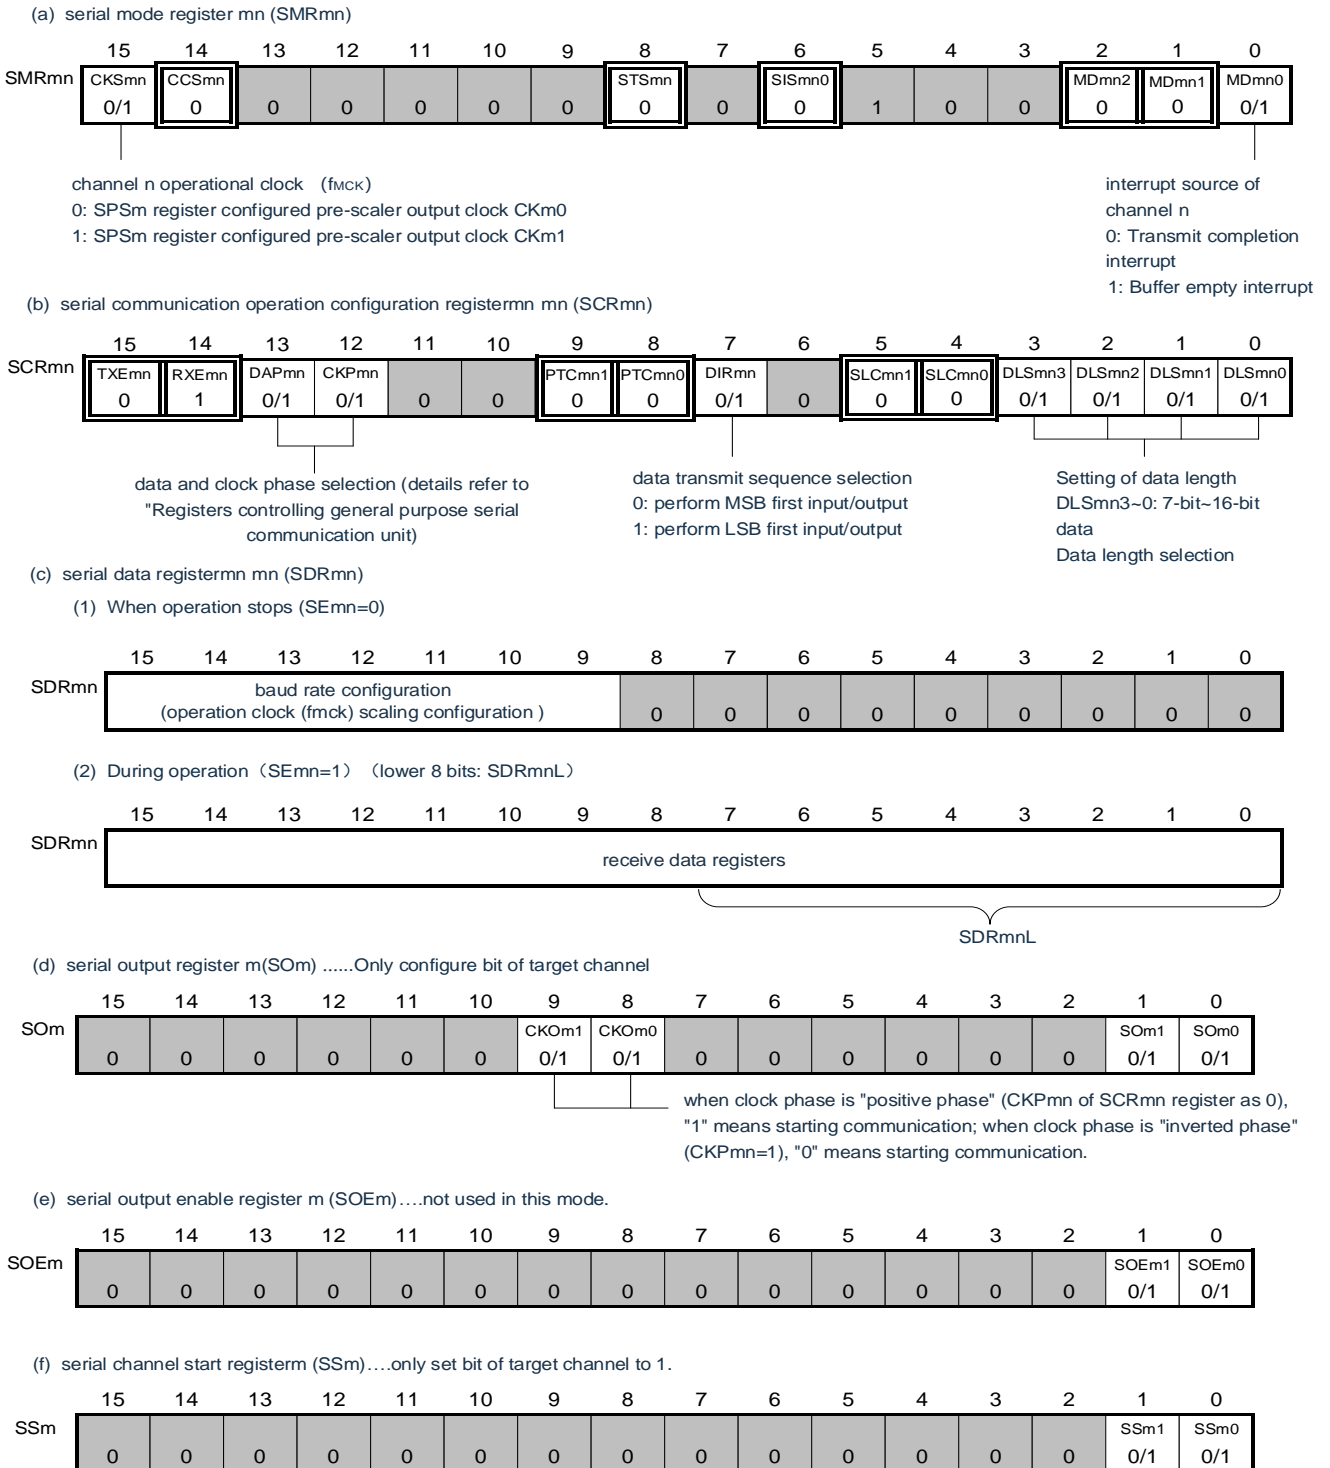 (a) serial mode register mn (SMRmn)
15 14 13 12 11 10 9 8 7 6 5 4 3 2 1 0
SMRmn CKSmn CCSmn STSmn SISmn0 MDmn2 MDmn1 MDmn0
0/1 0 0 0 0 0 0 0 0 0 1 0 0 0 0 0/1
channel n operational clock (fMCK)
0: SPSm register configured pre-scaler output clock CKm0
1: SPSm register configured pre-scaler output clock CKm1
interrupt source of
channel n
0: Transmit completion
interrupt
1: Buffer empty interrupt
(b) serial communication operation configuration registermn mn (SCRmn)
15 14 13 12 11 10 9 8 7 6 5 4 3 2 1 0
SCRmn TXEmn RXEmn DAPmn CKPmn PTCmn1 PTCmn0 DIRmn SLCmn1 SLCmn0 DLSmn3 DLSmn2 DLSmn1 DLSmn0
0 1 0/1 0/1 0 0 0 0 0/1 0 0 0 0/1 0/1 0/1 0/1
data and clock phase selection (details refer to
"Registers controlling general purpose serial
communication unit)
data transmit sequence selection
0: perform MSB first input/output
1: perform LSB first input/output
Setting of data length
DLSmn3~0: 7-bit~16-bit
data
Data length selection
(c) serial data registermn mn (SDRmn)
(1) When operation stops (SEmn=0)
15 14 13 12 11 10 9 8 7 6 5 4 3 2 1 0
SDRmn baud rate configuration
(operation clock (fmck) scaling configuration ) 0 0 0 0 0 0 0 0 0
(2) During operation（SEmn=1）（lower 8 bits: SDRmnL）
15 14 13 12 11 10 9 8 7 6 5 4 3 2 1 0
SDRmn receive data registers
SDRmnL
(d) serial output register m(SOm) ......Only configure bit of target channel
15 14 13 12 11 10 9 8 7 6 5 4 3 2 1 0
SOm CKOm1 CKOm0 SOm1 SOm0
0 0 0 0 0 0 0/1 0/1 0 0 0 0 0 0 0/1 0/1
when clock phase is "positive phase" (CKPmn of SCRmn register as 0),
"1" means starting communication; when clock phase is "inverted phase"
(CKPmn=1), "0" means starting communication.
(e) serial output enable register m (SOEm)….not used in this mode.
15 14 13 12 11 10 9 8 7 6 5 4 3 2 1 0
SOEm SOEm1 SOEm0
0 0 0 0 0 0 0 0 0 0 0 0 0 0 0/1 0/1
(f) serial channel start registerm (SSm)….only set bit of target channel to 1.
15 14 13 12 11 10 9 8 7 6 5 4 3 2 1 0
SSm SSm1 SSm0
0 0 0 0 0 0 0 0 0 0 0 0 0 0 0/1 0/1